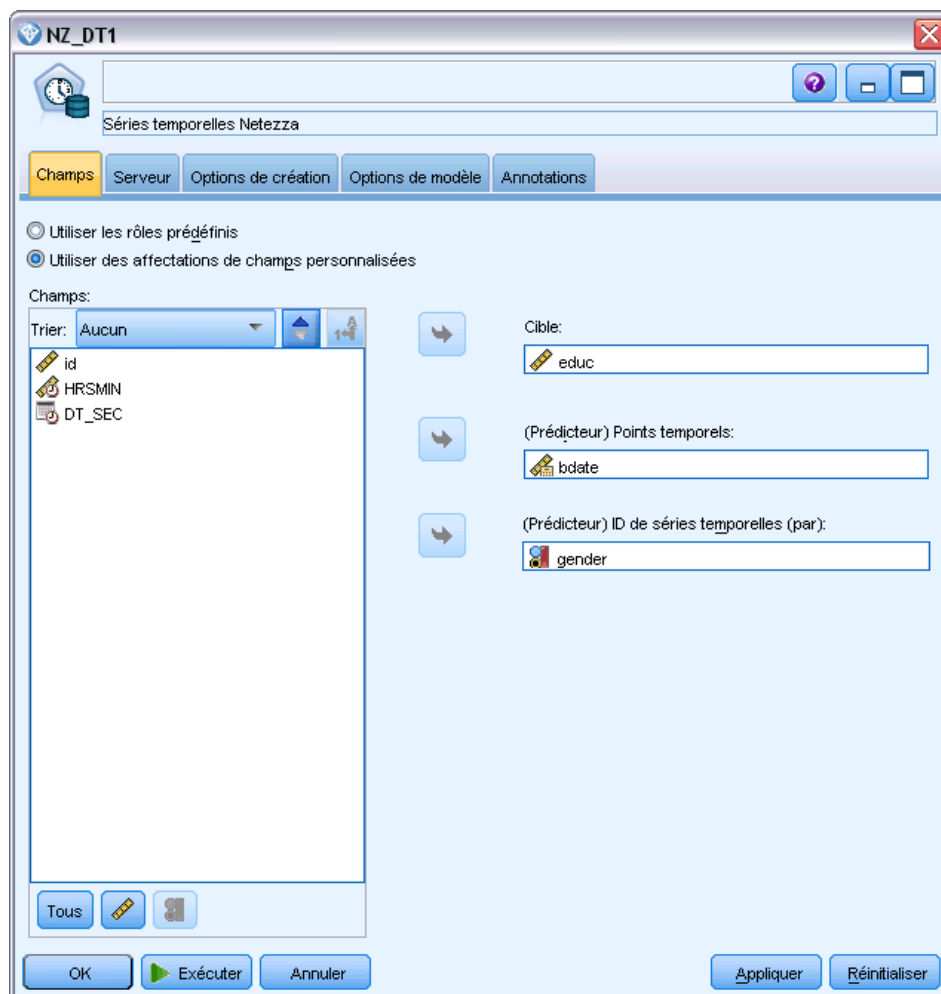 NZ_DT1
?
Séries temporelles Netezza
Champs Serveur Options de création Options de modèle Annotations
Utiliser les rôles prédéfinis
Utiliser des affectations de champs personnalisées
Champs:
Trier: Aucun
id
HRSMIN
DT_SEC
Cible:
educ
(Prédicteur) Points temporels:
bdate
(Prédicteur) ID de séries temporelles (par):
gender
Tous
OK Exécuter Annuler Appliquer Réinitialiser